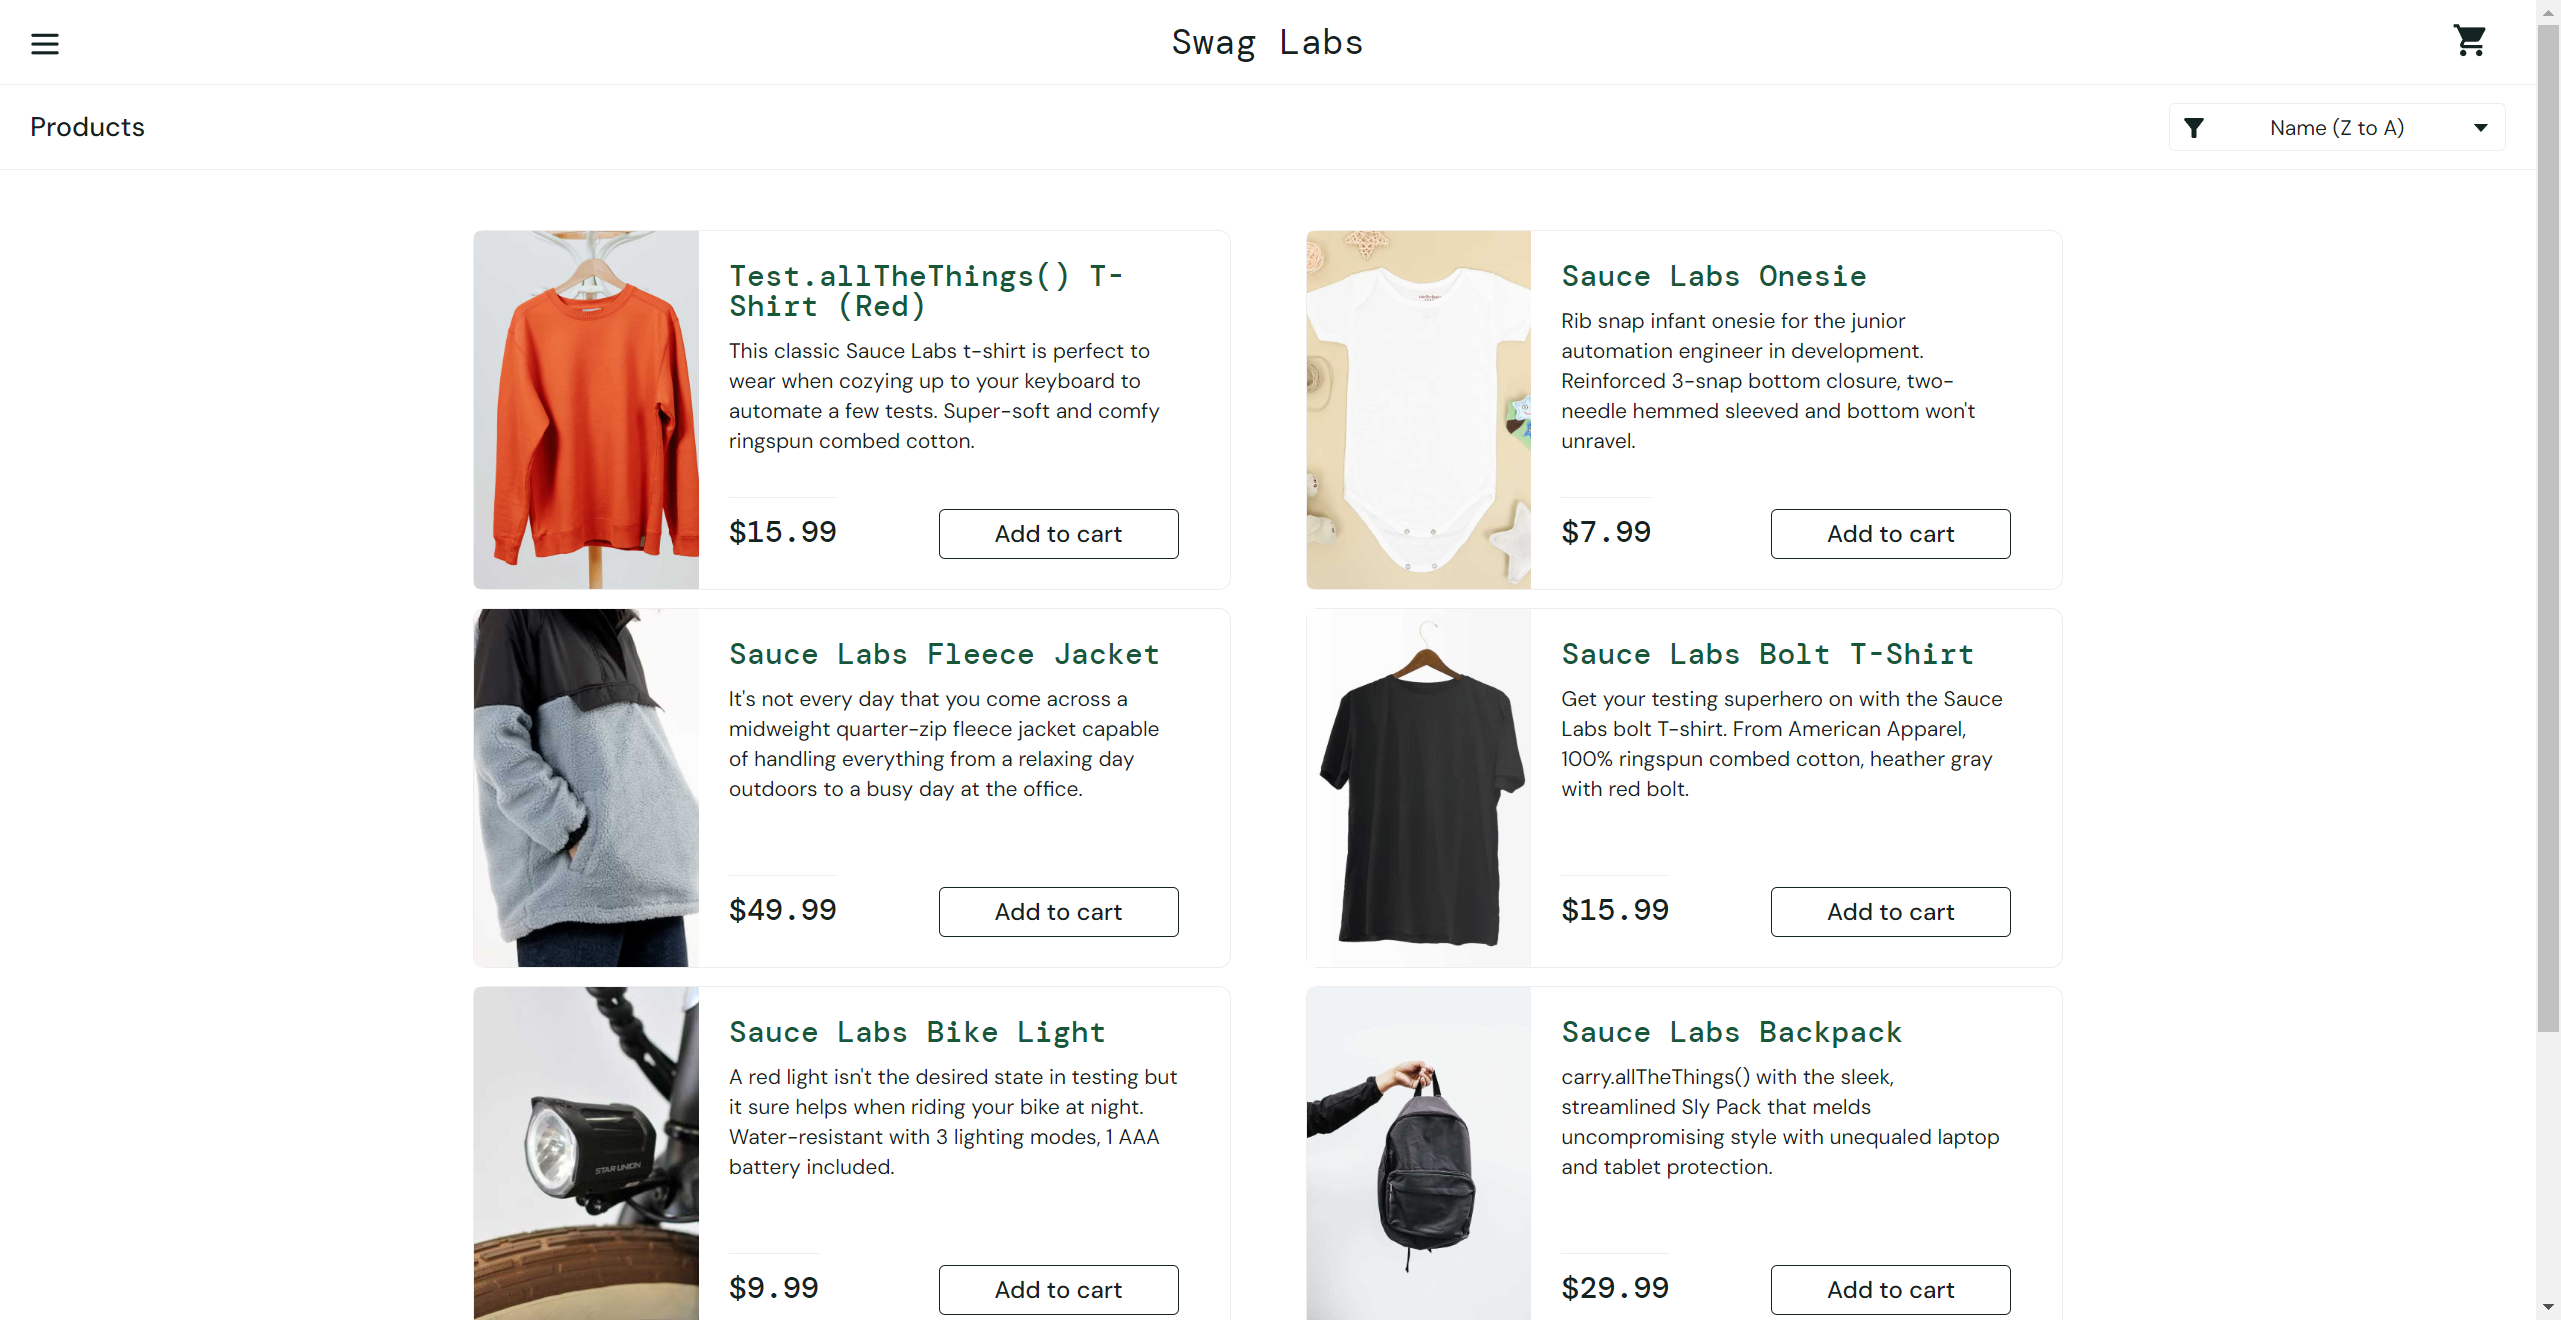 Swag Labs
Products
Name (Z to A)
Test.allTheThings() T-
Shirt (Red)
This classic Sauce Labs t-shirt is perfect to
wear when cozying up to your keyboard to
automate a few tests. Super-soft and comfy
ringspun combed cotton.
$15.99
Add to cart
Sauce Labs Onesie
Rib snap infant onesie for the junior
automation engineer in development.
Reinforced 3-snap bottom closure, two-
needle hemmed sleeved and bottom won't
unravel.
$7.99
Add to cart
Sauce Labs Fleece Jacket
It's not every day that you come across a
midweight quarter-zip fleece jacket capable
of handling everything from a relaxing day
outdoors to a busy day at the office.
$49.99
Add to cart
Sauce Labs Bolt T-Shirt
Get your testing superhero on with the Sauce
Labs bolt T-shirt. From American Apparel,
100% ringspun combed cotton, heather gray
with red bolt.
$15.99
Add to cart
STAR UNION
Sauce Labs Bike Light
A red light isn't the desired state in testing but
it sure helps when riding your bike at night.
Water-resistant with 3 lighting modes, 1 AAA
battery included.
$9.99
Add to cart
Sauce Labs Backpack
carry.allTheThings() with the sleek,
streamlined Sly Pack that melds
uncompromising style with unequaled laptop
and tablet protection.
$29.99
Add to cart